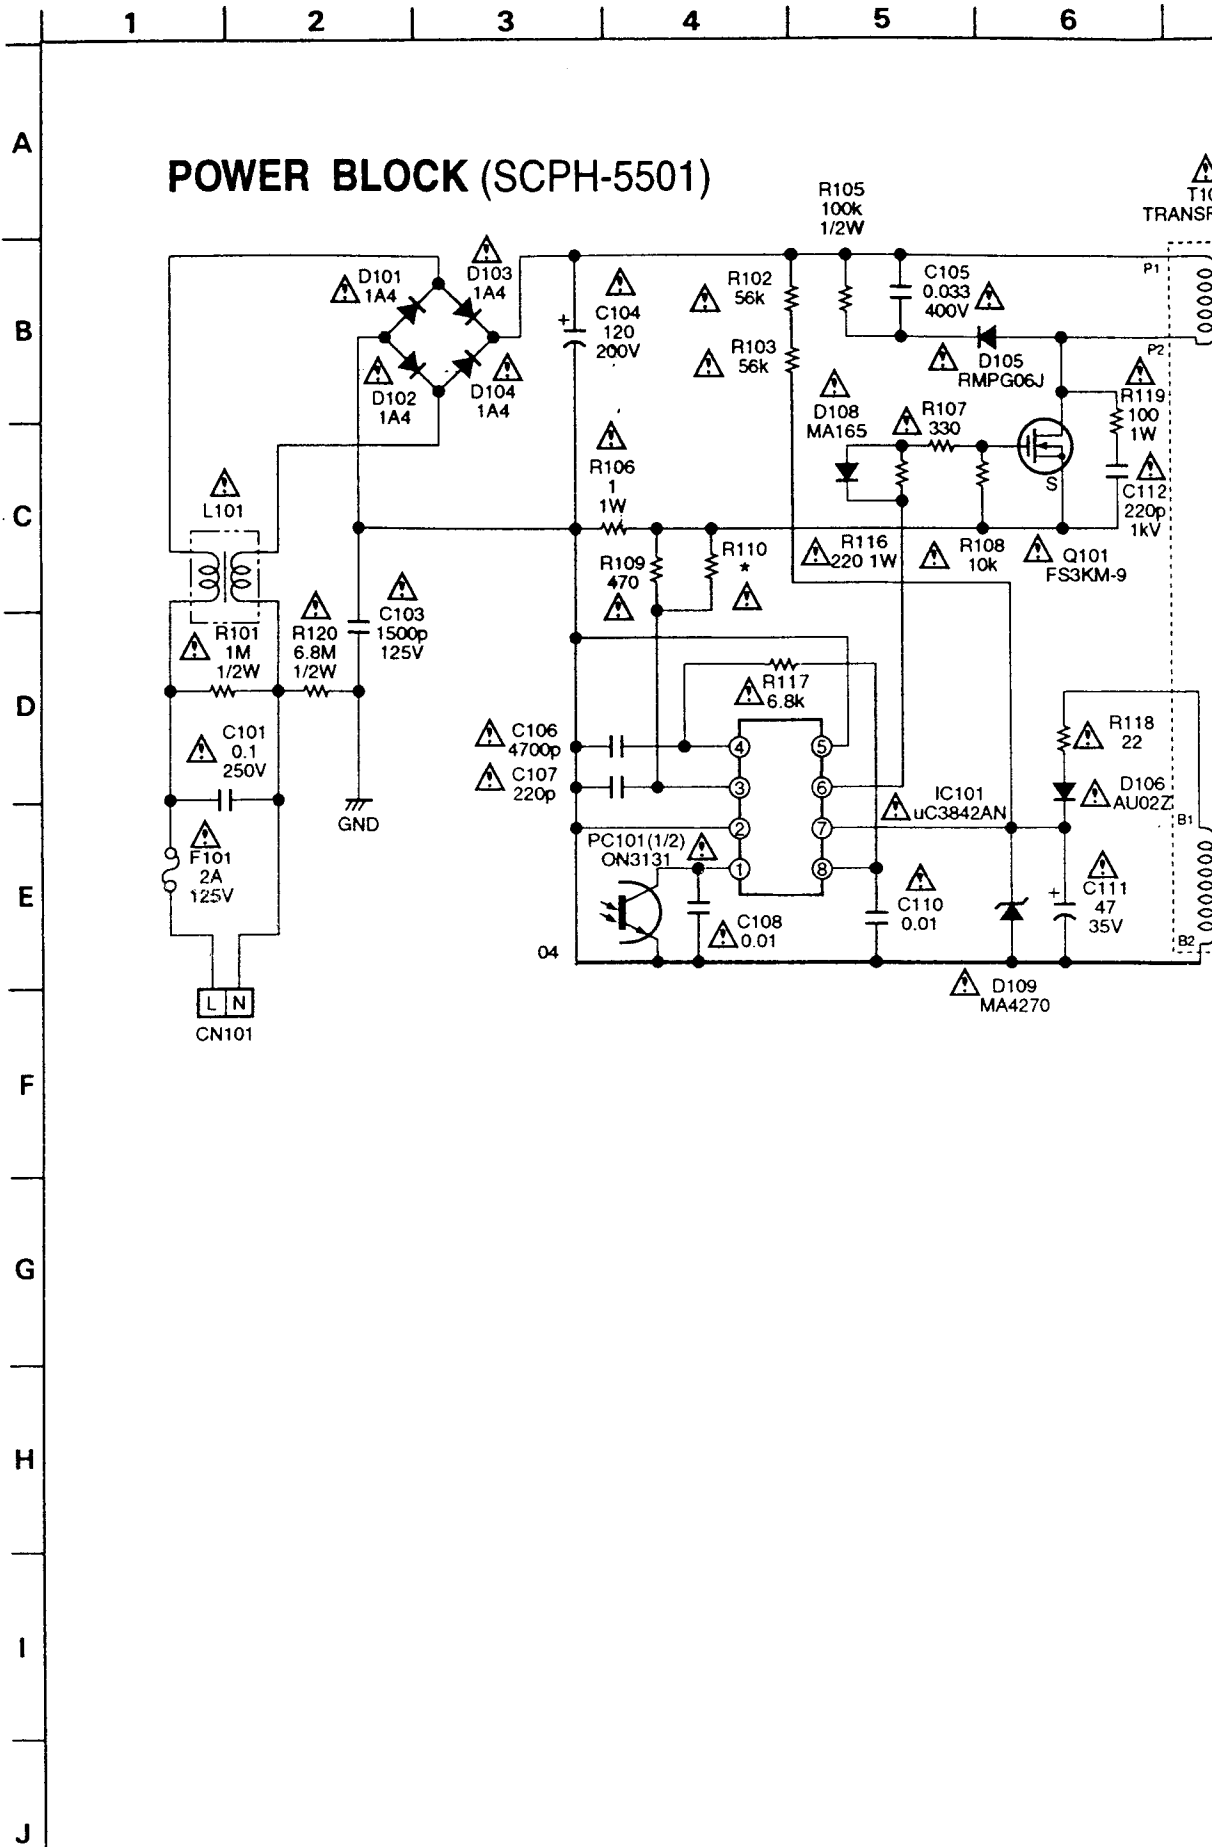 1 2 3 4 5 6
A
POWER BLOCK (SCPH-5501)
R105
100k
1/2W
TRANSF
B
D101
1A4
D103
1A4
D102
1A4
D104
1A4
C104
120
200V
+
R102
56k
R103
56k
C105
0.033
400V
D105
RMPG06J
P1
P2
R119
100
1W
D108
MA165
R107
330
S
C112
220p
1kV
C
L101
R106
1
1W
R109
470
R110
*
R116
220 1W
R108
10k
Q101
FS3KM-9
R101
1M
1/2W
R120
6.8M
1/2W
C103
1500p
125V
D
R117
6.8k
C101
0.1
250V
C106
4700p
C107
220p
4 5
3 6
2 7
1 8
R118
22
D106
AU02Z
IC101
uC3842AN
B1
GND
PC101(1/2)
ON3131
E
F101
2A
125V
C108
0.01
C110
0.01
+
C111
47
35V
B2
04
D109
MA4270
L N
CN101
F
G
H
I
J